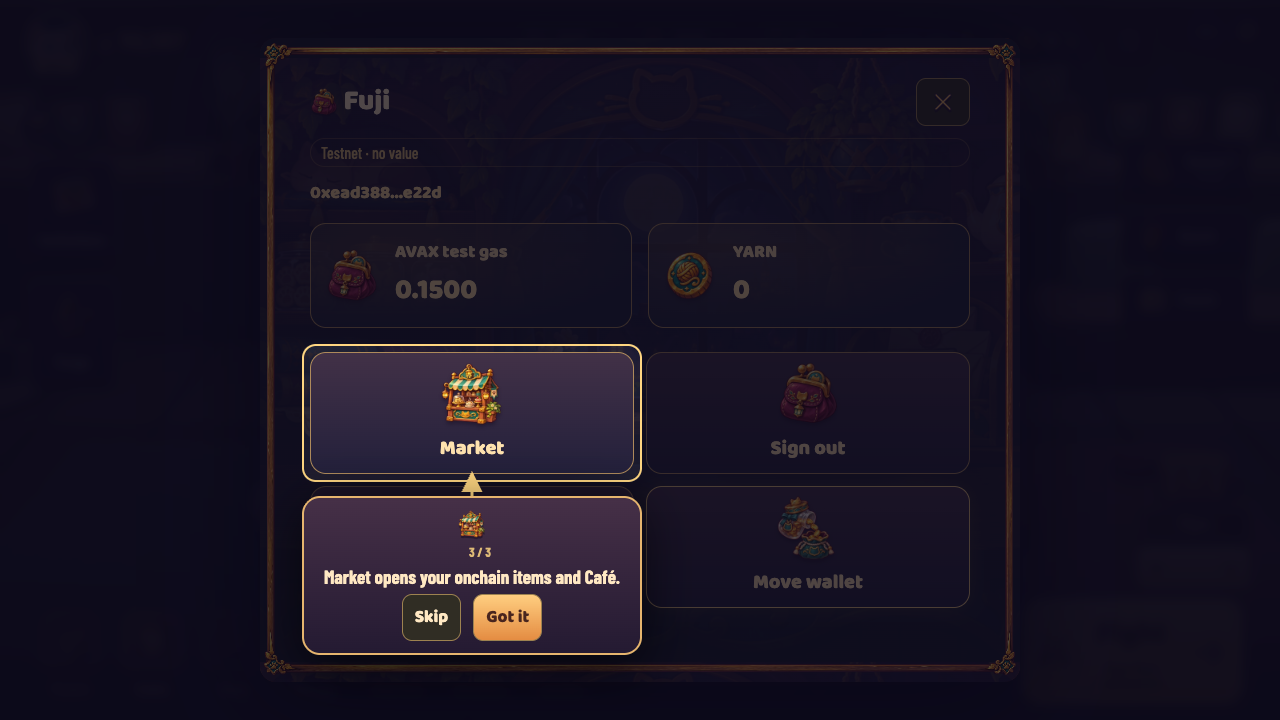 Fuji
Testnet · no value
0xead388...e22d
AVAX test gas
0.1500
YARN
0
Market
Sign out
3 / 3
Market opens your onchain items and Café.
Skip
Got it
Move wallet